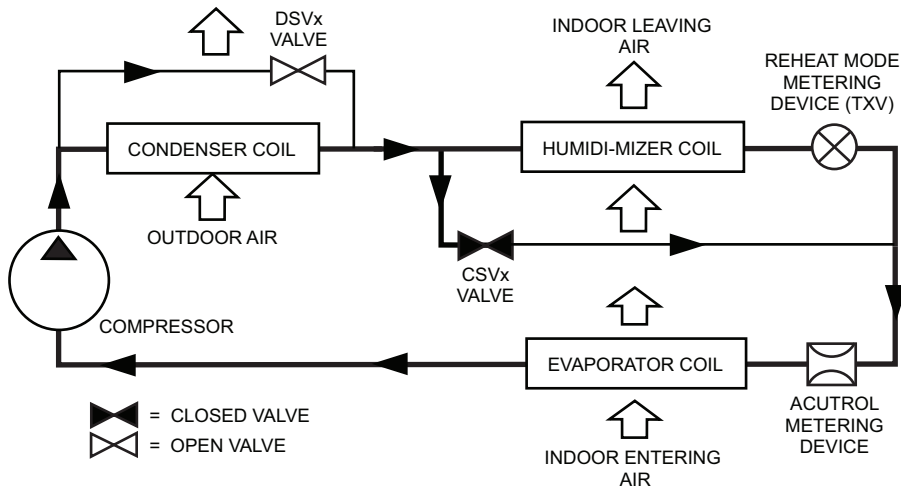 DSVx
VALVE
INDOOR LEAVING
AIR
REHEAT MODE
METERING
DEVICE (TXV)
CONDENSER COIL
HUMIDI-MIZER COIL
OUTDOOR AIR
CSVx
VALVE
COMPRESSOR
EVAPORATOR COIL
= CLOSED VALVE
= OPEN VALVE
INDOOR ENTERING
AIR
ACUTROL
METERING
DEVICE